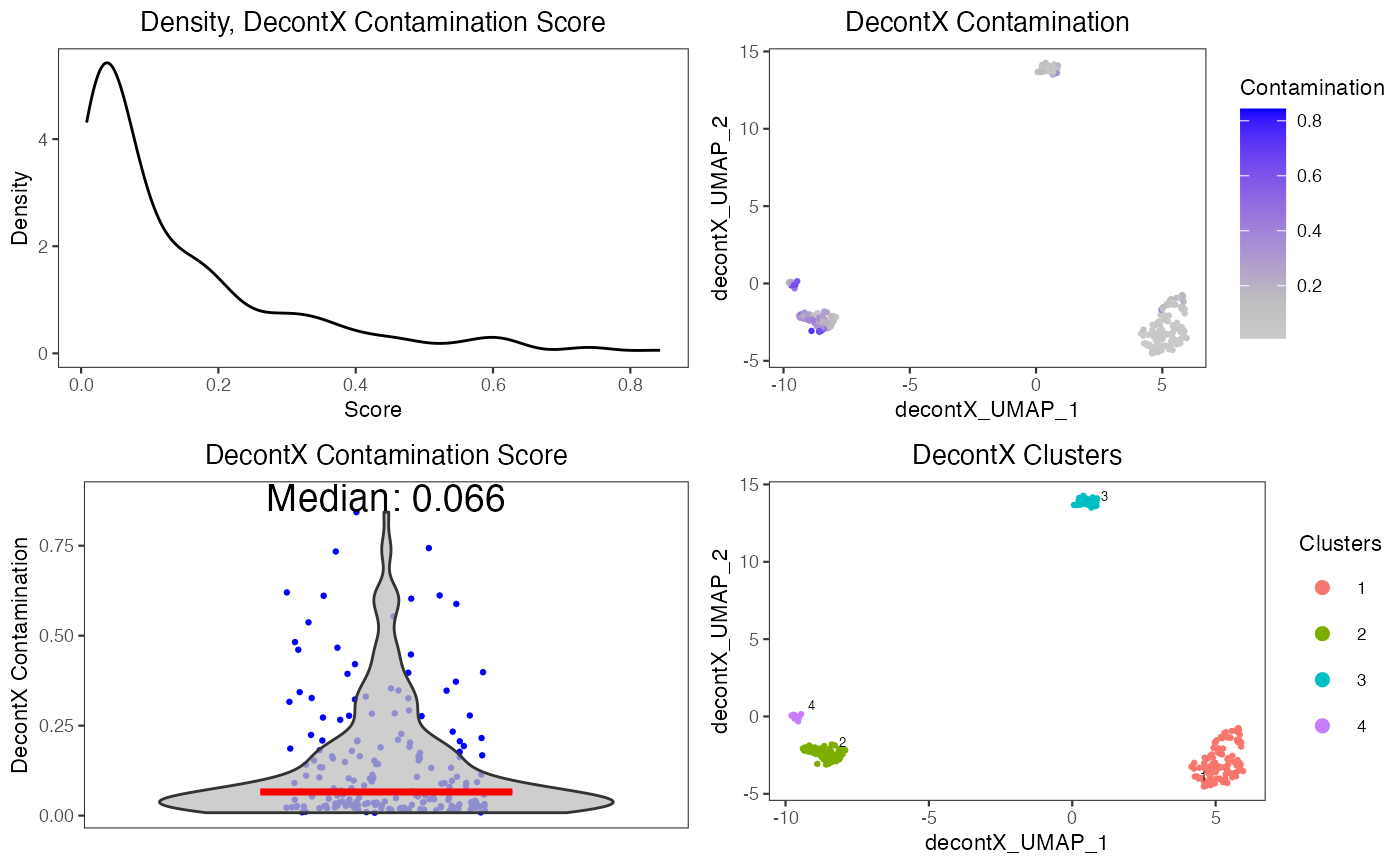 Density, DecontX Contamination Score
Density
4
2
0
0.0 0.2 0.4 0.6 0.8
Score
DecontX Contamination
decontX_UMAP_2
15
10
5
0
-5
-10 -5 0 5
decontX_UMAP_1
Contamination
0.8
0.6
0.4
0.2
DecontX Contamination Score
Median: 0.066
DecontX Contamination
0.75
0.50
0.25
0.00
DecontX Clusters
decontX_UMAP_2
15
10
5
0
-5
3
4
2
1
-10 -5 0 5
decontX_UMAP_1
Clusters
1
2
3
4